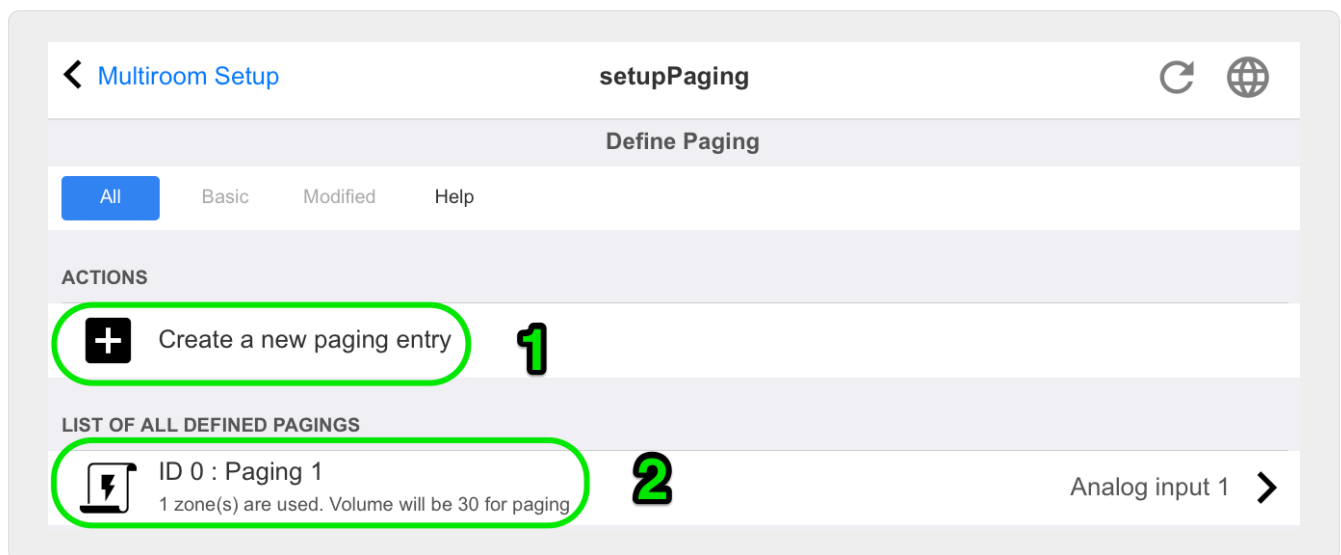 Multiroom Setup
setupPaging
Define Paging
All
Basic
Modified
Help
ACTIONS
Create a new paging entry
1
LIST OF ALL DEFINED PAGINGS
ID 0 : Paging 1
1 zone(s) are used. Volume will be 30 for paging
2
Analog input 1